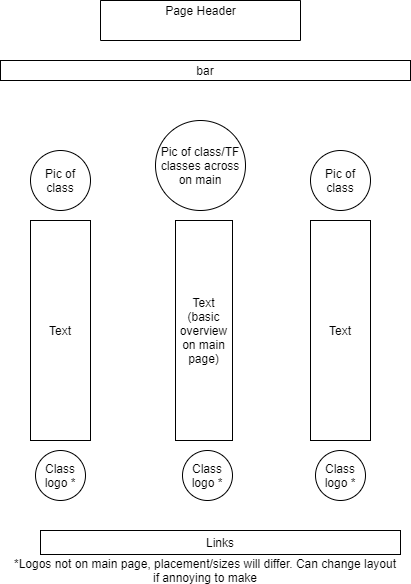 Page Header
bar
Pic of class/TF
classes across
on main
Pic of
class
Pic of
class
Text
Text
(basic
overview
on main
page)
Text
Class
logo *
Class
logo *
Class
logo *
Links
*Logos not on main page, placement/sizes will differ. Can change layout
if annoying to make